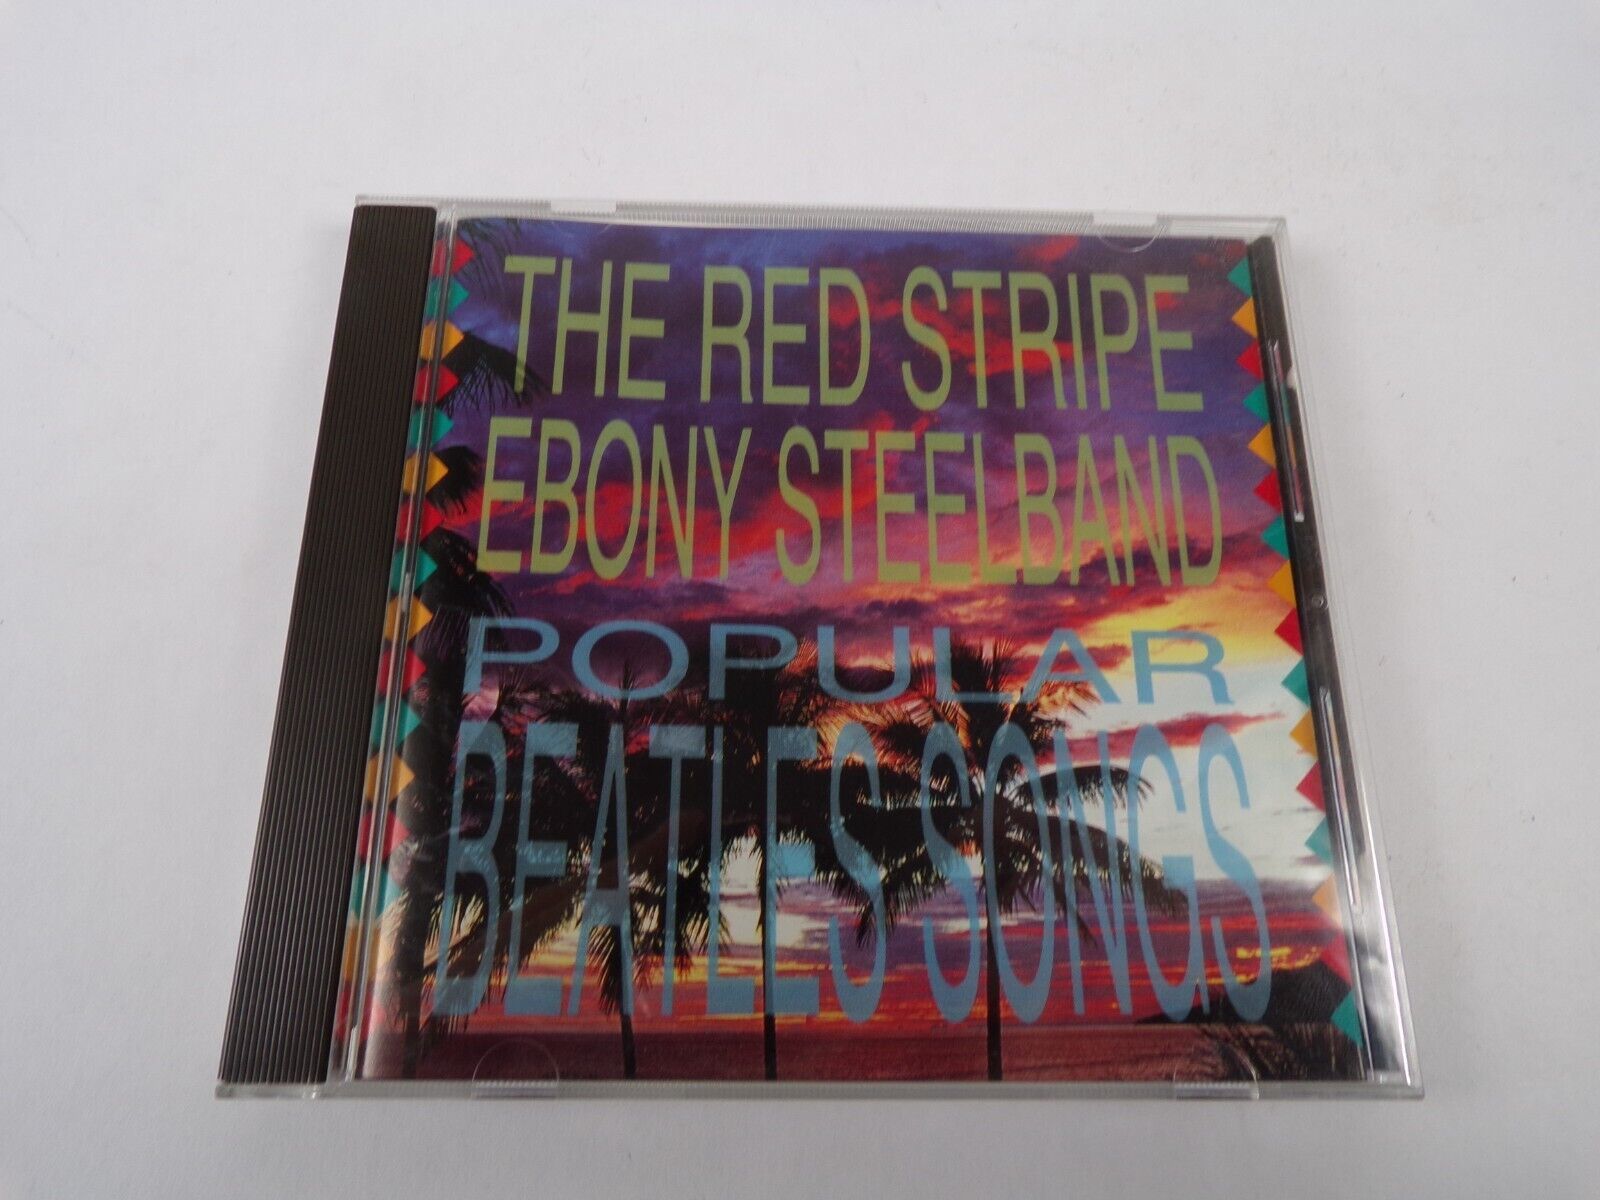 THE RED STRIPE
EBONY STEELBAND
POPULAR
BEATLES SONGS